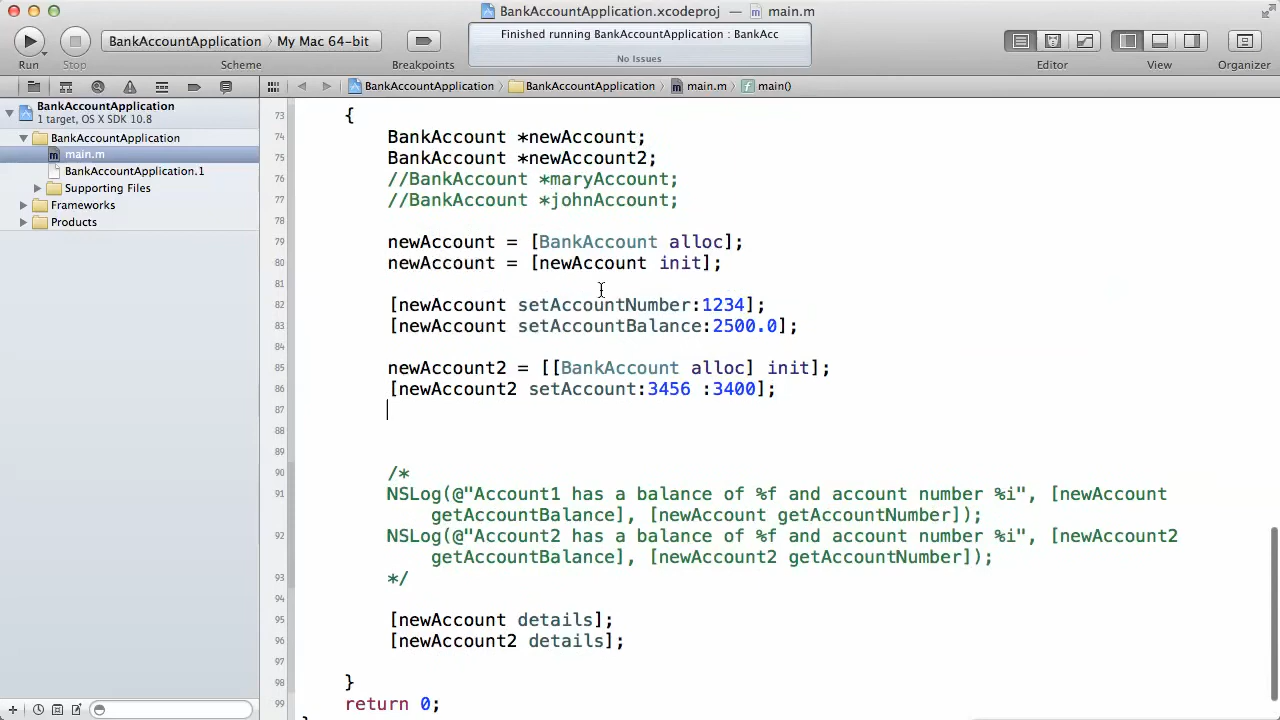 BankAccountApplication.xcodeproj — main.m
BankAccountApplication > My Mac 64-bit
Finished running BankAccountApplication : BankAcc
No Issues
Run Stop Scheme Breakpoints Editor View Organizer
BankAccountApplication BankAccountApplication main.m main()
BankAccountApplication
1 target, OS X SDK 10.8
BankAccountApplication
main.m
BankAccountApplication.1
Supporting Files
Frameworks
Products
73 {
74 BankAccount *newAccount;
75 BankAccount *newAccount2;
76 //BankAccount *maryAccount;
77 //BankAccount *johnAccount;
78
79 newAccount = [BankAccount alloc];
80 newAccount = [newAccount init];
81
82 [newAccount setAccountNumber:1234];
83 [newAccount setAccountBalance:2500.0];
84
85 newAccount2 = [[BankAccount alloc] init];
86 [newAccount2 setAccount:3456 :3400];
87
88
89
90 /*
91 NSLog(@"Account1 has a balance of %f and account number %i", [newAccount
getAccountBalance], [newAccount getAccountNumber]);
92 NSLog(@"Account2 has a balance of %f and account number %i", [newAccount2
getAccountBalance], [newAccount2 getAccountNumber]);
93 */
94
95 [newAccount details];
96 [newAccount2 details];
97
98 }
99 return 0;